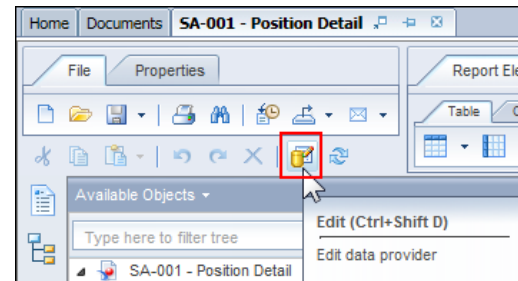 Home Documents SA-001 - Position Detail
File Properties Report Ele
Table
Available Objects
Edit (Ctrl+Shift D)
Type here to filter tree
Edit data provider
SA-001 - Position Detail